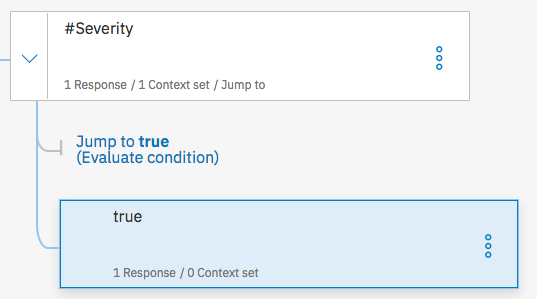 #Severity
1 Response / 1 Context set / Jump to
Jump to true
(Evaluate condition)
true
1 Response / 0 Context set